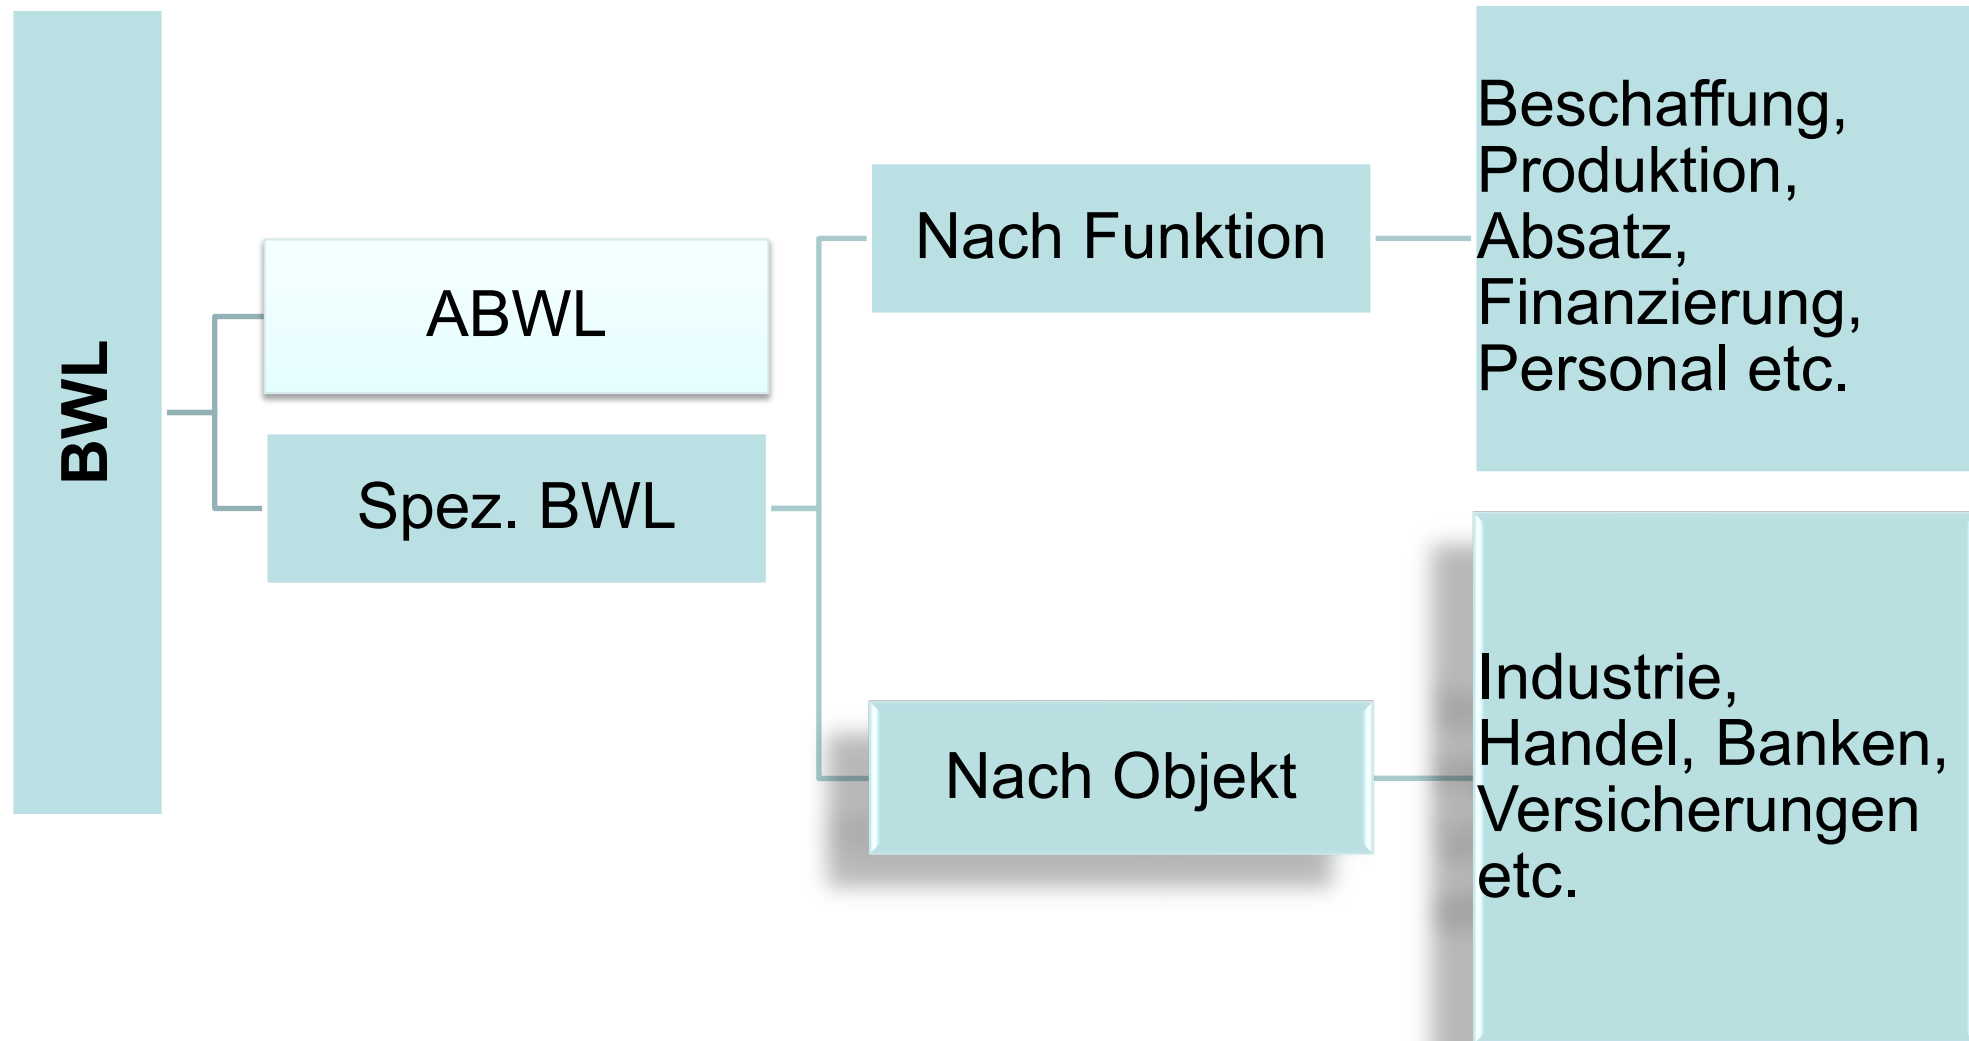 BWL
ABWL
Spez. BWL
Nach Funktion
Beschaffung,
Produktion,
Absatz,
Finanzierung,
Personal etc.
Nach Objekt
Industrie,
Handel, Banken,
Versicherungen
etc.